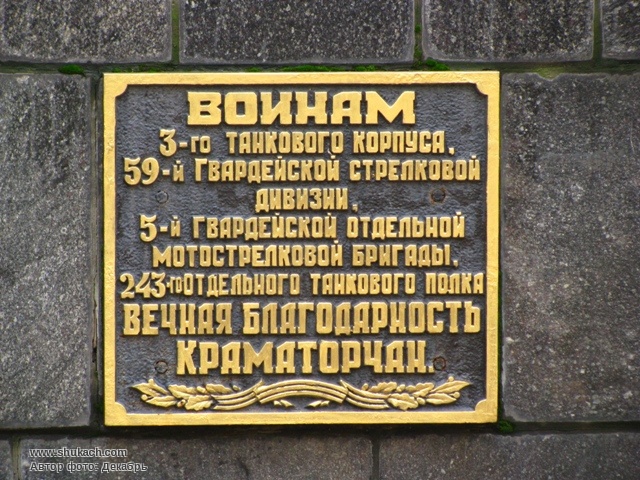 ВОИНАМ
3-го ТАНКОВОГО КОРПУСА,
59-й ГВАРДЕЙСКОЙ СТРЕЛКОВОЙ
ДИВИЗИИ,
5-й ГВАРДЕЙСКОЙ ОТДЕЛЬНОЙ
МОТОСТРЕЛКОВОЙ БРИГАДЫ,
243-го ОТДЕЛЬНОГО ТАНКОВОГО ПОЛКА
ВЕЧНАЯ БЛАГОДАРНОСТЬ
КРАМАТОРЧАН.
www.shukach.com
Автор фото: Декабрь